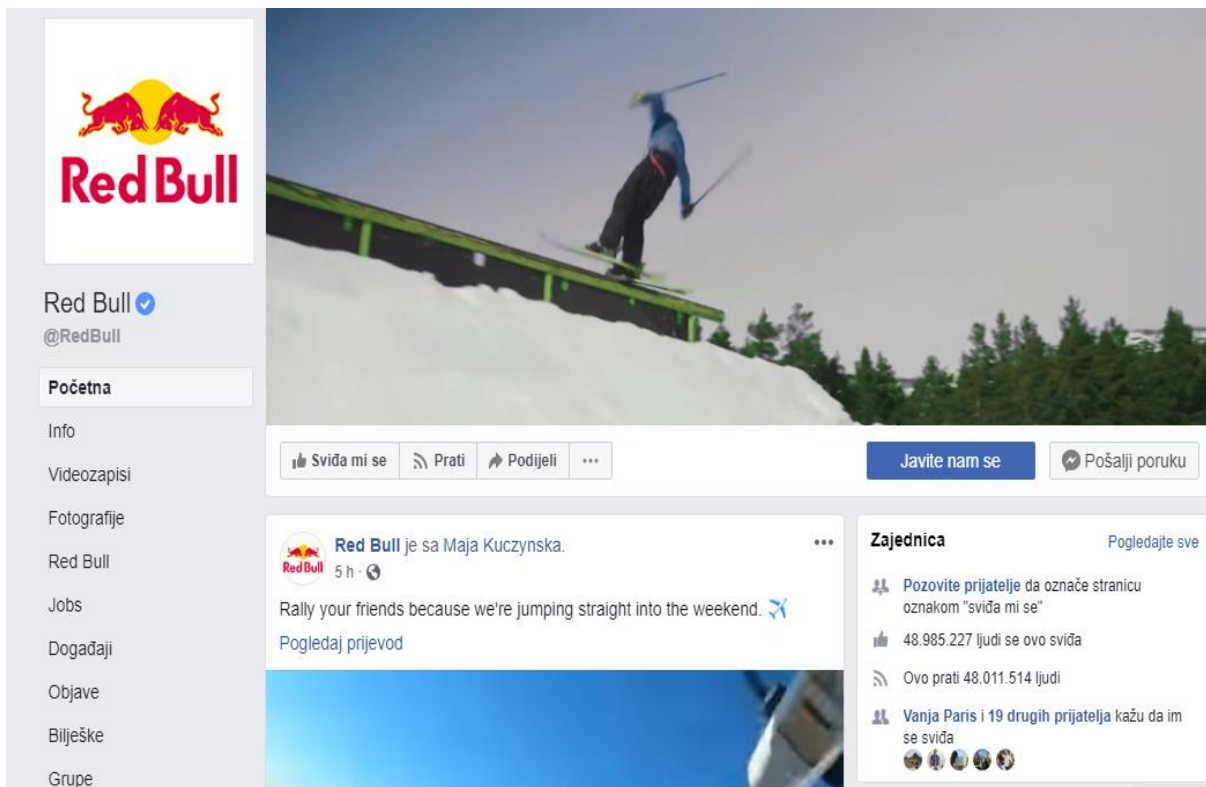 Red Bull
Red Bull
@RedBull
Početna
Info
Videozapisi
Fotografije
Red Bull
Jobs
Događaji
Objave
Bilješke
Grupe
Sviđa mi se
Prati
Podijeli
Javite nam se
Pošalji poruku
Red Bull
Red Bull je sa Maja Kuczynska.
5 h ·
Rally your friends because we're jumping straight into the weekend.
Pogledaj prijevod
Zajednica
Pogledajte sve
Pozovite prijatelje da označe stranicu
oznakom "sviđa mi se"
48.985.227 ljudi se ovo sviđa
Ovo prati 48.011.514 ljudi
Vanja Paris i 19 drugih prijatelja kažu da im
se sviđa